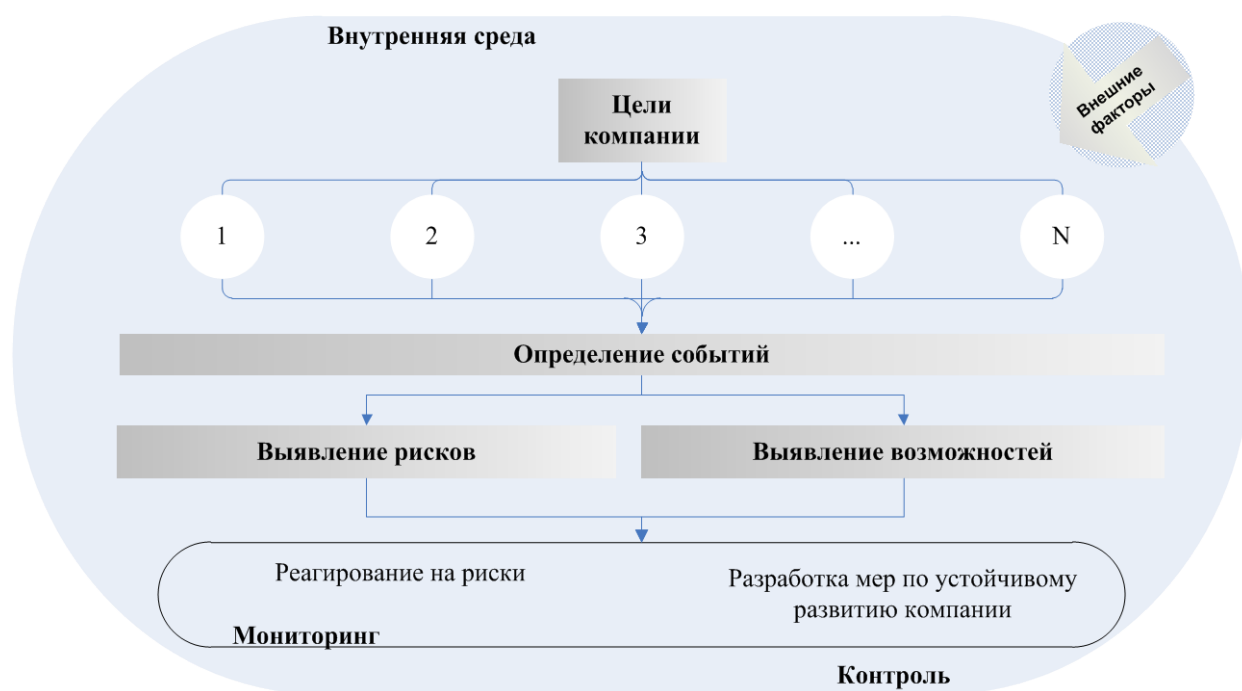 Внутренняя среда
Внешние
факторы
Цели
компании
1
2
3
...
N
Определение событий
Выявление рисков
Выявление возможностей
Реагирование на риски
Разработка мер по устойчивому
развитию компании
Мониторинг
Контроль